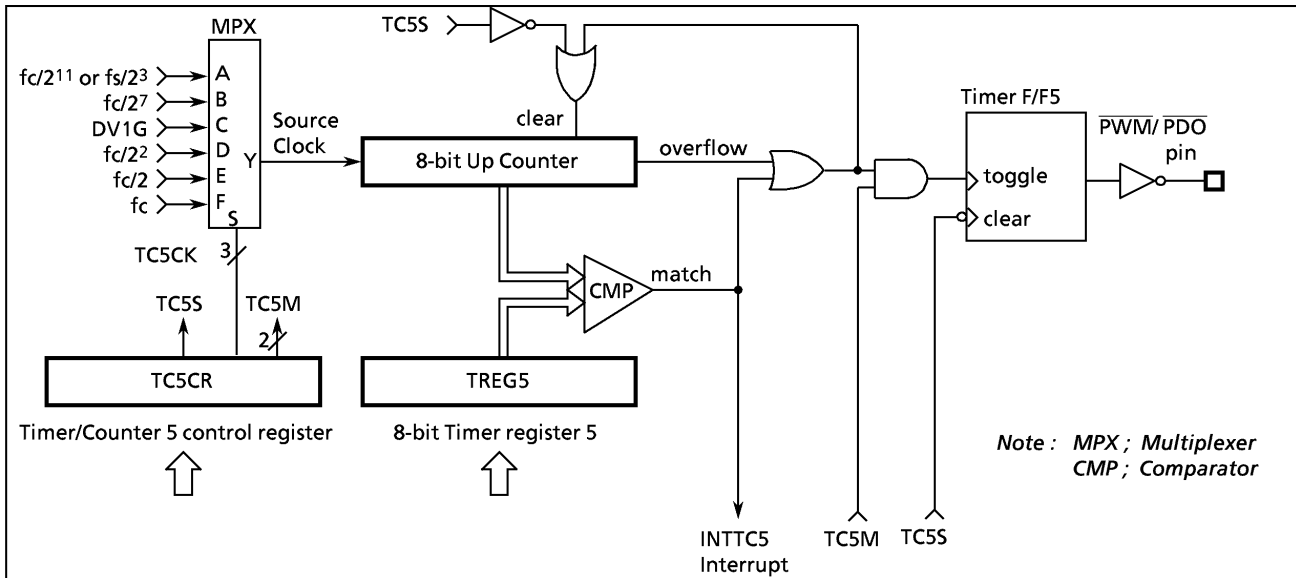 MPX
TC5S
fc/2¹¹ or fs/2³
A
fc/2⁷
B
DV1G
C
fc/2²
D
fc/2
E
fc
F
Y
S
Source
Clock
clear
8-bit Up Counter
overflow
Timer F/F5
toggle
clear
P̅W̅M̅/ P̅D̅O̅
pin
TC5CK
3
TC5S
TC5M
2
CMP
match
TC5CR
TREG5
Timer/Counter 5 control register
8-bit Timer register 5
Note : MPX ; Multiplexer
CMP ; Comparator
INTTC5
Interrupt
TC5M
TC5S